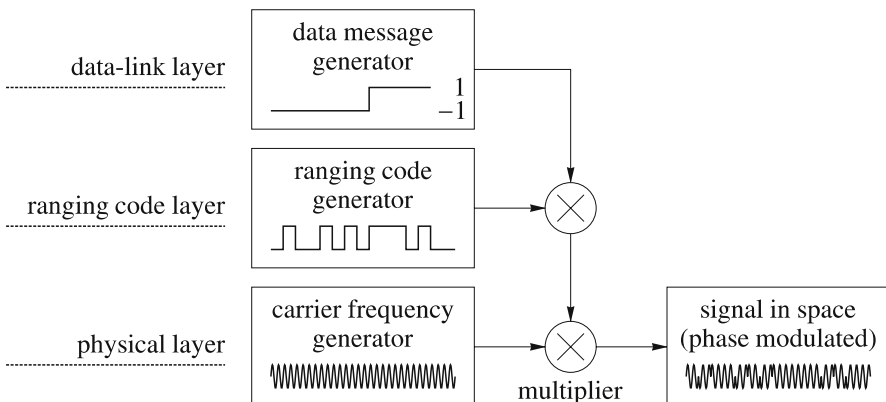 data-link layer
data message
generator
1
−1
ranging code layer
ranging code
generator
physical layer
carrier frequency
generator
multiplier
signal in space
(phase modulated)